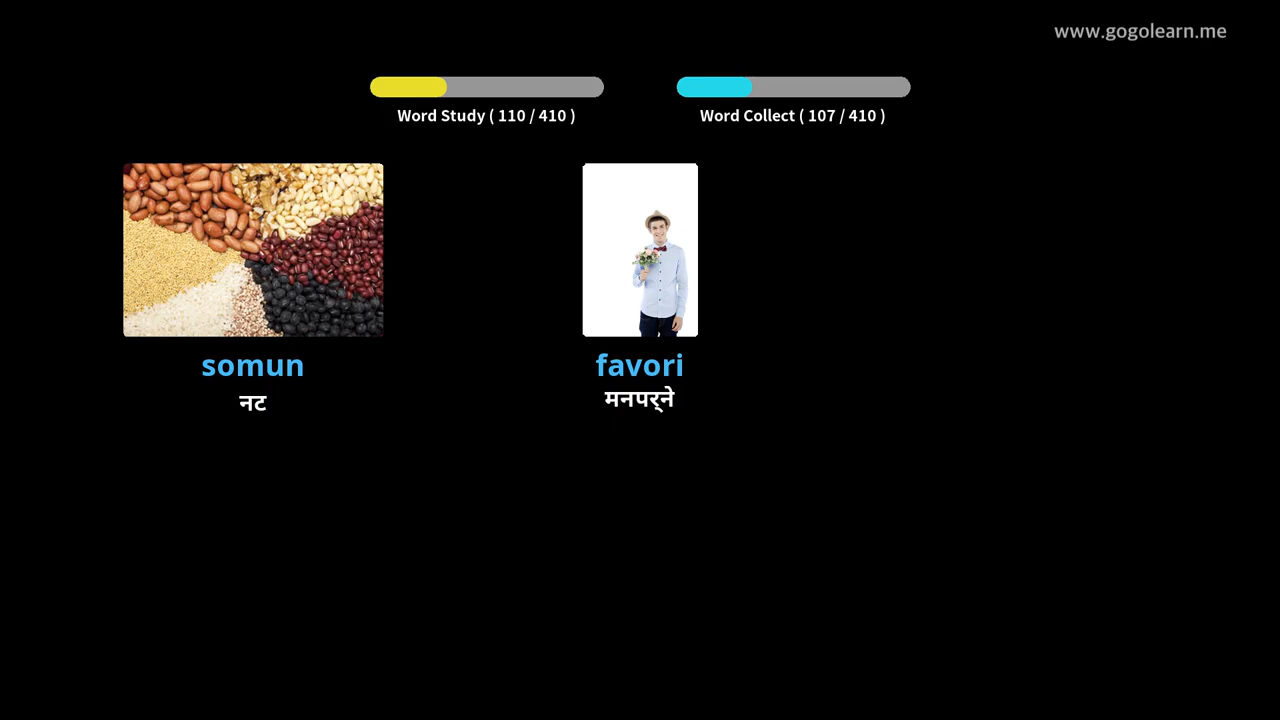 www.gogolearn.me
Word Study ( 110 / 410 )
Word Collect ( 107 / 410 )
somun
नट
favori
मनपर्‍ने